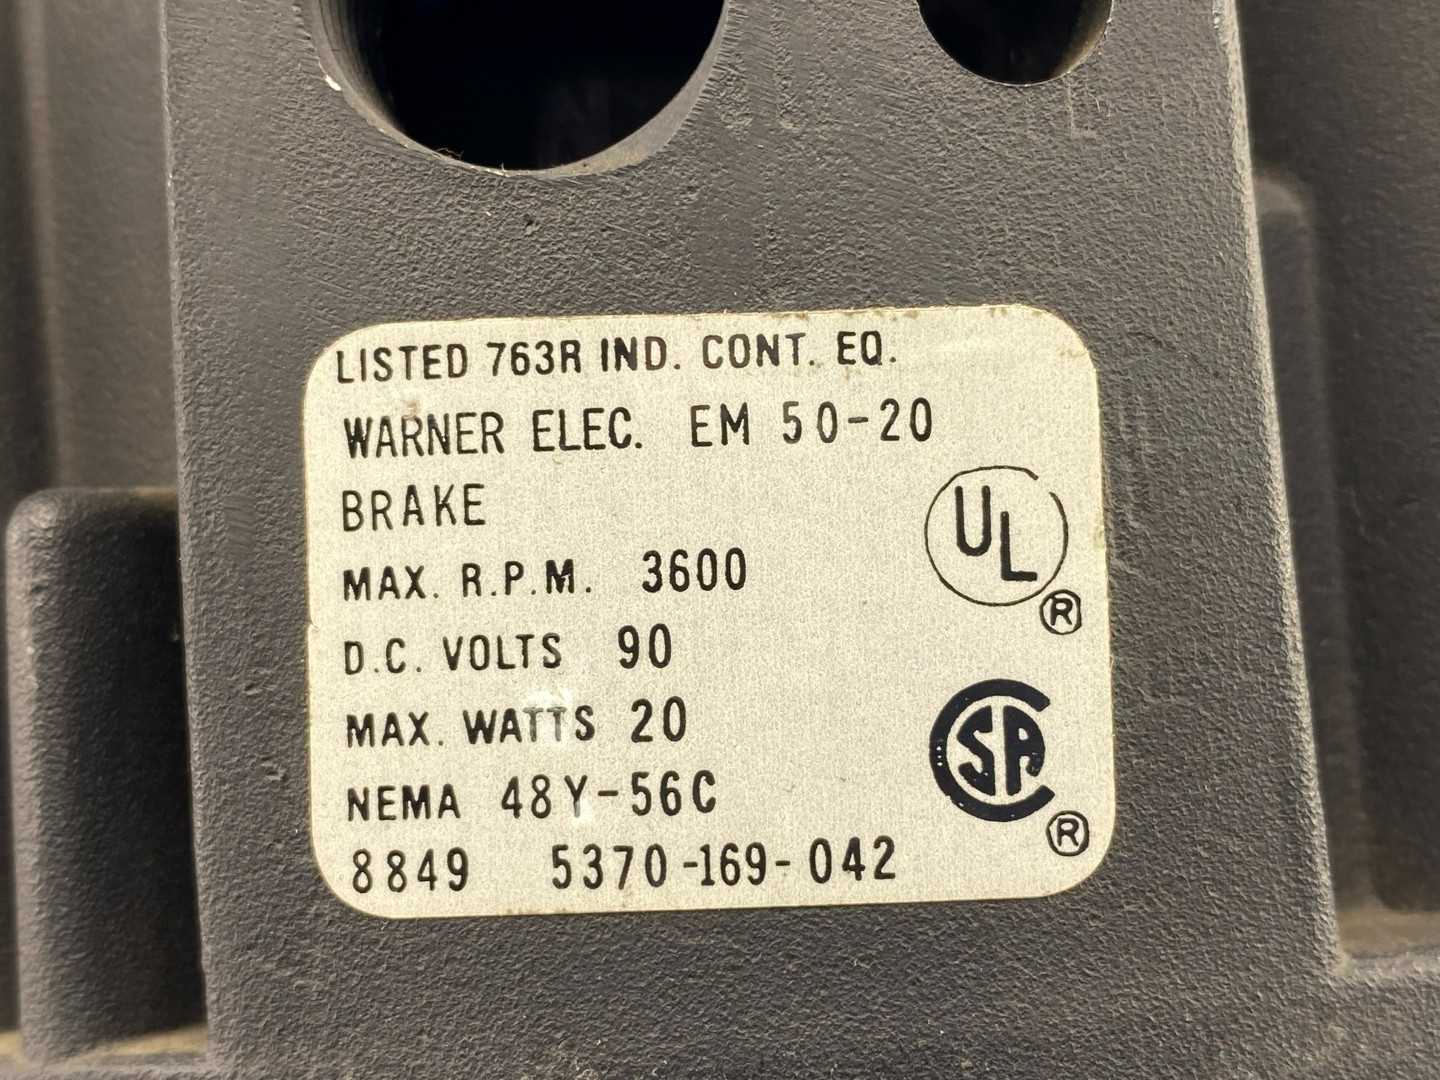 LISTED 763R IND. CONT. EQ.
WARNER ELEC. EM 50-20
BRAKE
MAX. R.P.M. 3600
D.C. VOLTS 90
MAX. WATTS 20
NEMA 48Y-56C
8849 5370-169-042
UL
®
SA
®